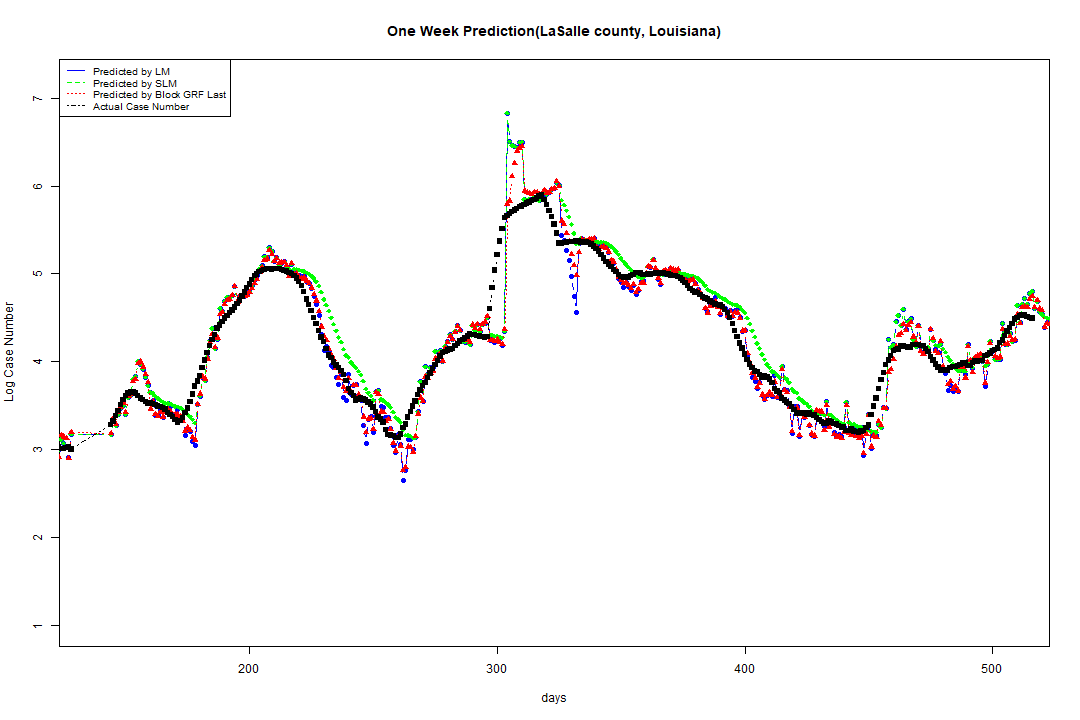 One Week Prediction(LaSalle county, Louisiana)
Predicted by LM
Predicted by SLM
Predicted by Block GRF Last
Actual Case Number
7
6
5
4
3
2
1
Log Case Number
200
300
400
500
days